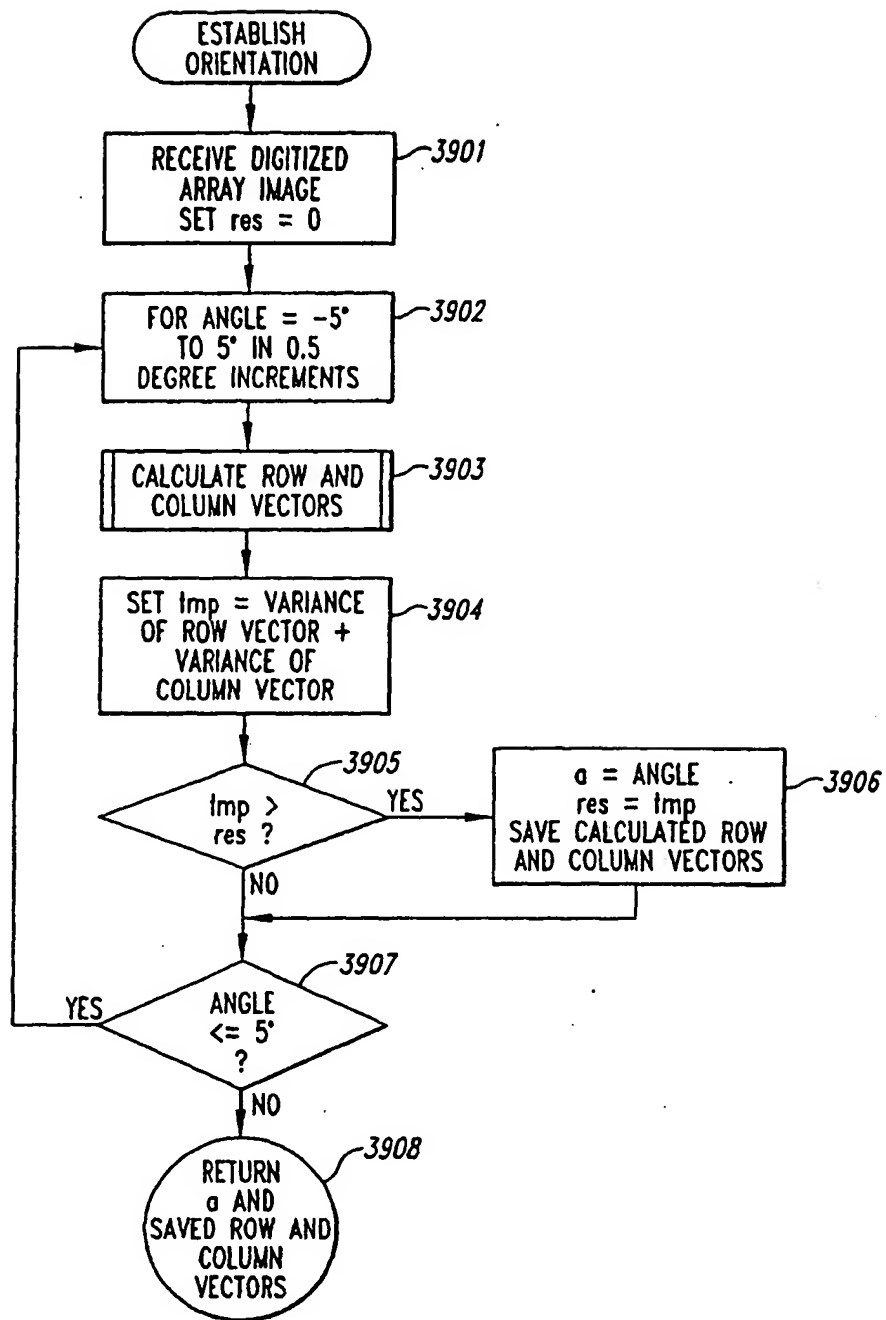 ESTABLISH
ORIENTATION
RECEIVE DIGITIZED
ARRAY IMAGE
SET res = 0
3901
FOR ANGLE = -5°
TO 5° IN 0.5
DEGREE INCREMENTS
3902
CALCULATE ROW AND
COLUMN VECTORS
3903
SET tmp = VARIANCE
OF ROW VECTOR +
VARIANCE OF
COLUMN VECTOR
3904
tmp >
res ?
3905
YES
NO
a = ANGLE
res = tmp
SAVE CALCULATED ROW
AND COLUMN VECTORS
3906
ANGLE
<= 5°
?
3907
YES
NO
RETURN
a AND
SAVED ROW AND
COLUMN
VECTORS
3908